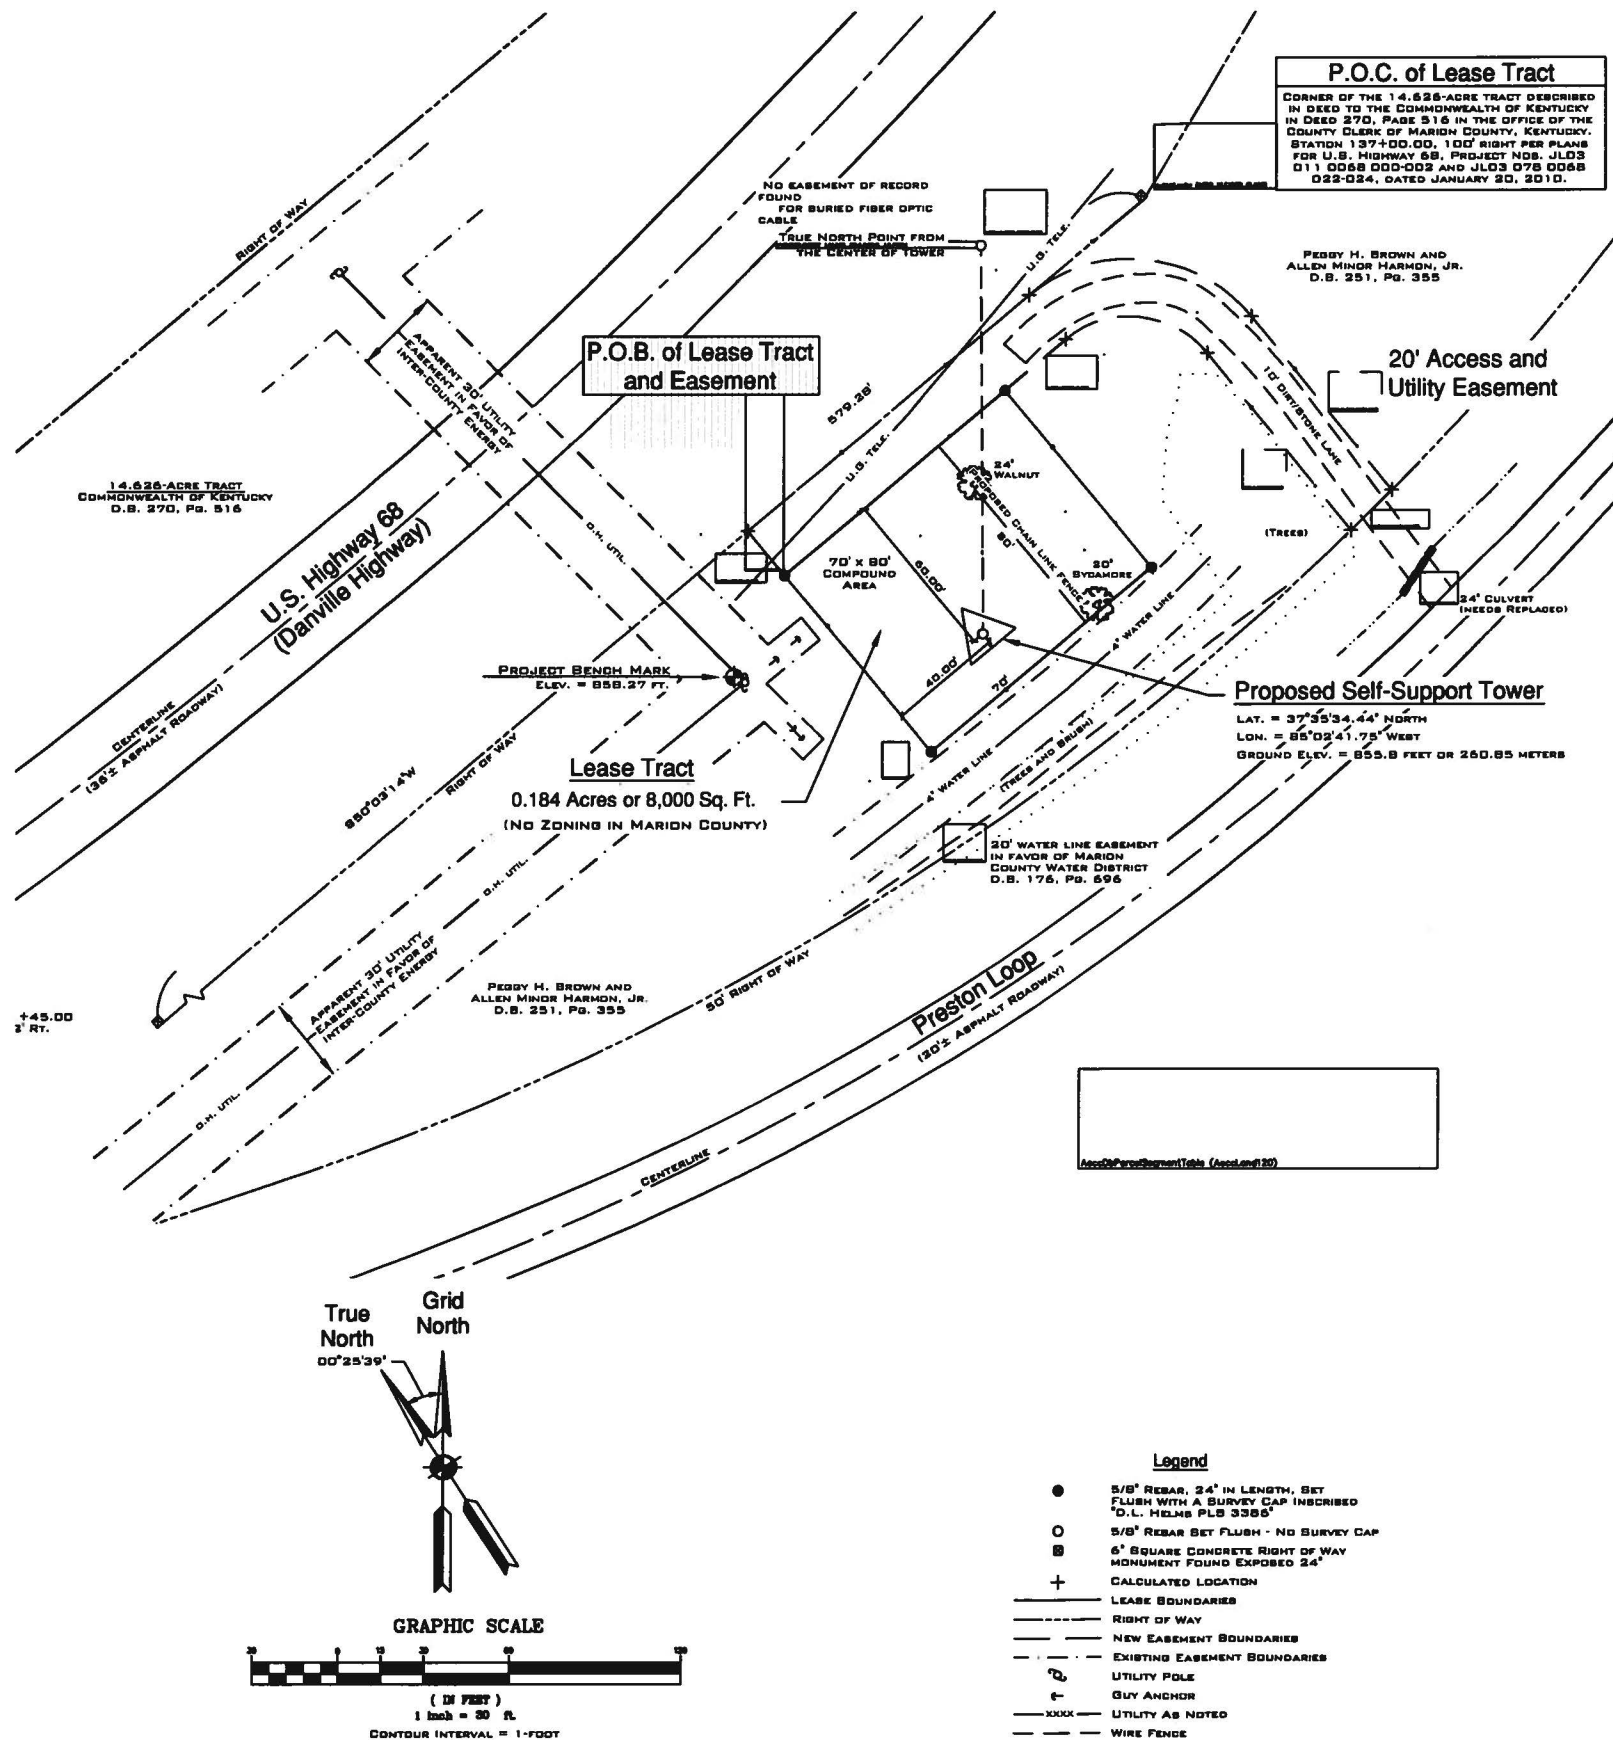 P.O.C. of Lease Tract
CORNER OF THE 14.626-ACRE TRACT DESCRIBED
IN DEED TO THE COMMONWEALTH OF KENTUCKY
IN DEED 270, PAGE 516 IN THE OFFICE OF THE
COUNTY CLERK OF MARION COUNTY, KENTUCKY.
STATION 137+00.00, 100' RIGHT PER PLANS
FOR U.S. HIGHWAY 68, PROJECT NOS. JL03
011 0068 000-002 AND JL03 078 0068
022-024, DATED JANUARY 20, 2010.
NO EASEMENT OF RECORD
FOUND
FOR BURIED FIBER OPTIC
CABLE
TRUE NORTH POINT FROM
THE CENTER OF TOWER
RIGHT OF WAY
U.G. TELE.
PEGGY H. BROWN AND
ALLEN MINOR HARMON, JR.
D.B. 251, PG. 355
APPARENT 30' UTILITY
EASEMENT IN FAVOR OF
INTER-COUNTY ENERGY
P.O.B. of Lease Tract
and Easement
20' Access and
Utility Easement
579.28'
U.G. TELE.
10' DIRT/STONE LANE
14.626-ACRE TRACT
COMMONWEALTH OF KENTUCKY
D.B. 270, PG. 516
24"
WALNUT
PROPOSED CHAIN LINK FENCE
80'
U.S. Highway 68
(Danville Highway)
O.H. UTIL.
(TREES)
70' X 80'
COMPOUND
AREA
60.00'
20"
SYCAMORE
24" CULVERT
(NEEDS REPLACED)
4" WATER LINE
PROJECT BENCH MARK
ELEV. = 858.27 FT.
40.00'
70'
Proposed Self-Support Tower
LAT. = 37°35'34.44" NORTH
LON. = 85°02'41.75" WEST
GROUND ELEV. = 855.8 FEET OR 260.85 METERS
CENTERLINE
(36'± ASPHALT ROADWAY)
RIGHT OF WAY
S50°03'14"W
Lease Tract
0.184 Acres or 8,000 Sq. Ft.
(NO ZONING IN MARION COUNTY)
4" WATER LINE
(TREES AND BRUSH)
20' WATER LINE EASEMENT
IN FAVOR OF MARION
COUNTY WATER DISTRICT
D.B. 176, PG. 696
O.H. UTIL.
APPARENT 30' UTILITY
EASEMENT IN FAVOR OF
INTER-COUNTY ENERGY
PEGGY H. BROWN AND
ALLEN MINOR HARMON, JR.
D.B. 251, PG. 355
50' RIGHT OF WAY
Preston Loop
(20'± ASPHALT ROADWAY)
+45.00
2' RT.
O.H. UTIL.
CENTERLINE
AeccDbParcelSegmentTable (AeccLand120)
True
North
Grid
North
00°25'39"
GRAPHIC SCALE
30 0 15 30 60 120
( IN FEET )
1 inch = 30 ft.
CONTOUR INTERVAL = 1-FOOT
Legend
5/8" REBAR, 24" IN LENGTH, SET
FLUSH WITH A SURVEY CAP INSCRIBED
"D.L. HELMS PLS 3386"
5/8" REBAR SET FLUSH - NO SURVEY CAP
6" SQUARE CONCRETE RIGHT OF WAY
MONUMENT FOUND EXPOSED 24"
CALCULATED LOCATION
LEASE BOUNDARIES
RIGHT OF WAY
NEW EASEMENT BOUNDARIES
EXISTING EASEMENT BOUNDARIES
UTILITY POLE
GUY ANCHOR
XXXX UTILITY AS NOTED
WIRE FENCE